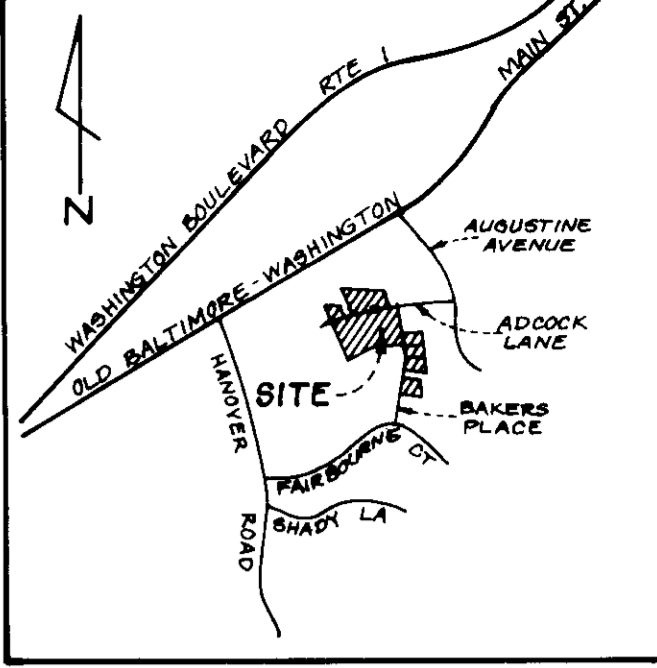 N
WASHINGTON BOULEVARD RTE 1
MAIN ST.
OLD BALTIMORE-WASHINGTON
AUGUSTINE
AVENUE
ADCOCK
LANE
HANOVER
ROAD
SITE
BAKERS
PLACE
FAIRBOURNE CT
SHADY LA